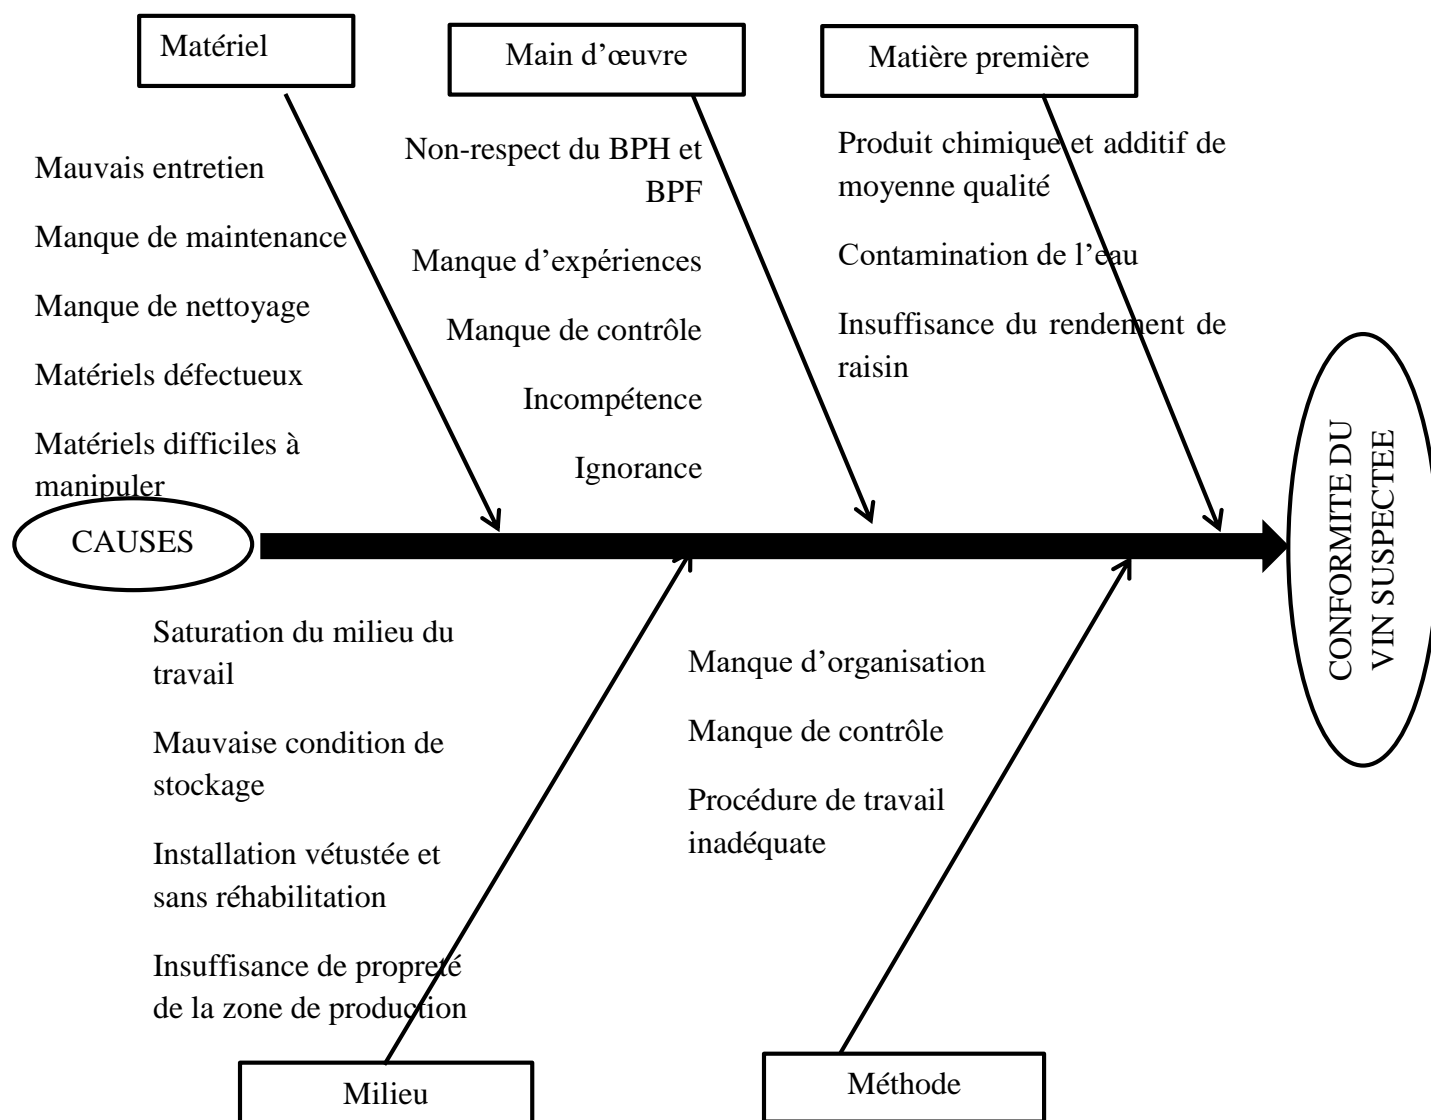 Matériel
Main d’œuvre
Matière première
Mauvais entretien
Manque de maintenance
Manque de nettoyage
Matériels défectueux
Matériels difficiles à
manipuler
Non-respect du BPH et
BPF
Manque d’expériences
Manque de contrôle
Incompétence
Ignorance
Produit chimique et additif de
moyenne qualité
Contamination de l’eau
Insuffisance du rendement de
raisin
CAUSES
CONFORMITE DU
VIN SUSPECTEE
Saturation du milieu du
travail
Mauvaise condition de
stockage
Installation vétustée et
sans réhabilitation
Insuffisance de propreté
de la zone de production
Manque d’organisation
Manque de contrôle
Procédure de travail
inadéquate
Milieu
Méthode